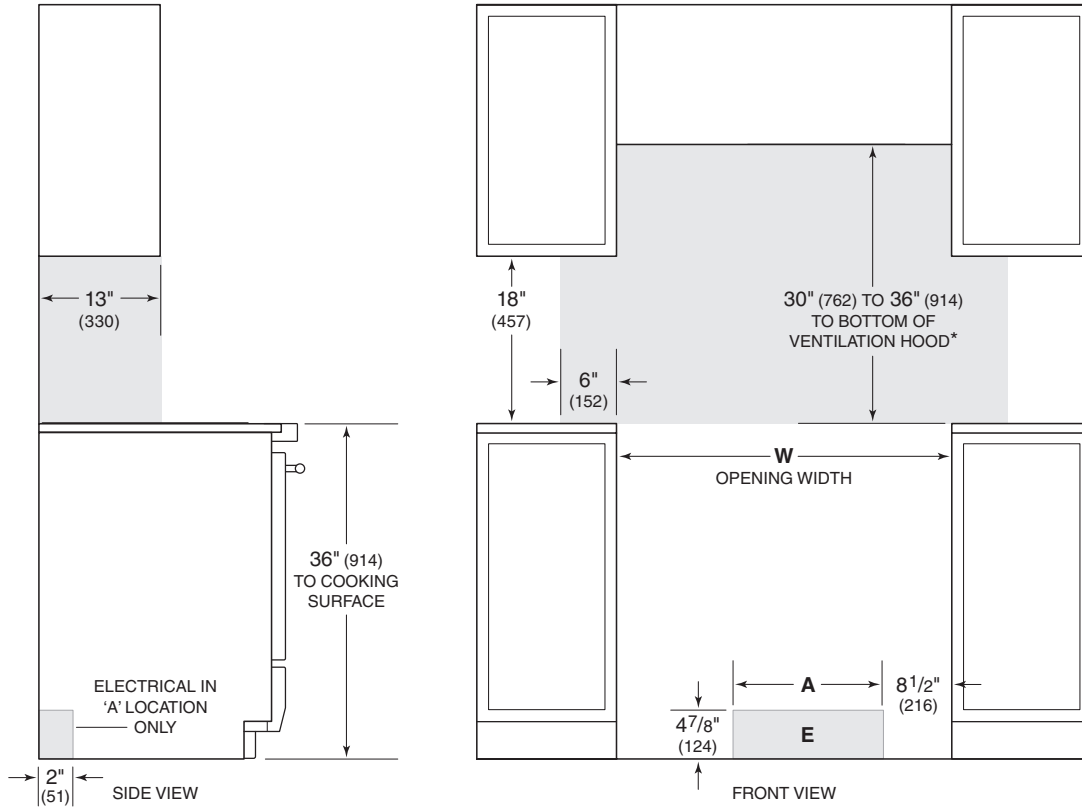 13"
(330)
36" (914)
TO COOKING
SURFACE
ELECTRICAL IN
‘A’ LOCATION
ONLY
2"
(51)
SIDE VIEW
18"
(457)
30" (762) TO 36" (914)
TO BOTTOM OF
VENTILATION HOOD*
6"
(152)
W
OPENING WIDTH
A
8 1/2"
(216)
4 7/8"
(124)
E
FRONT VIEW